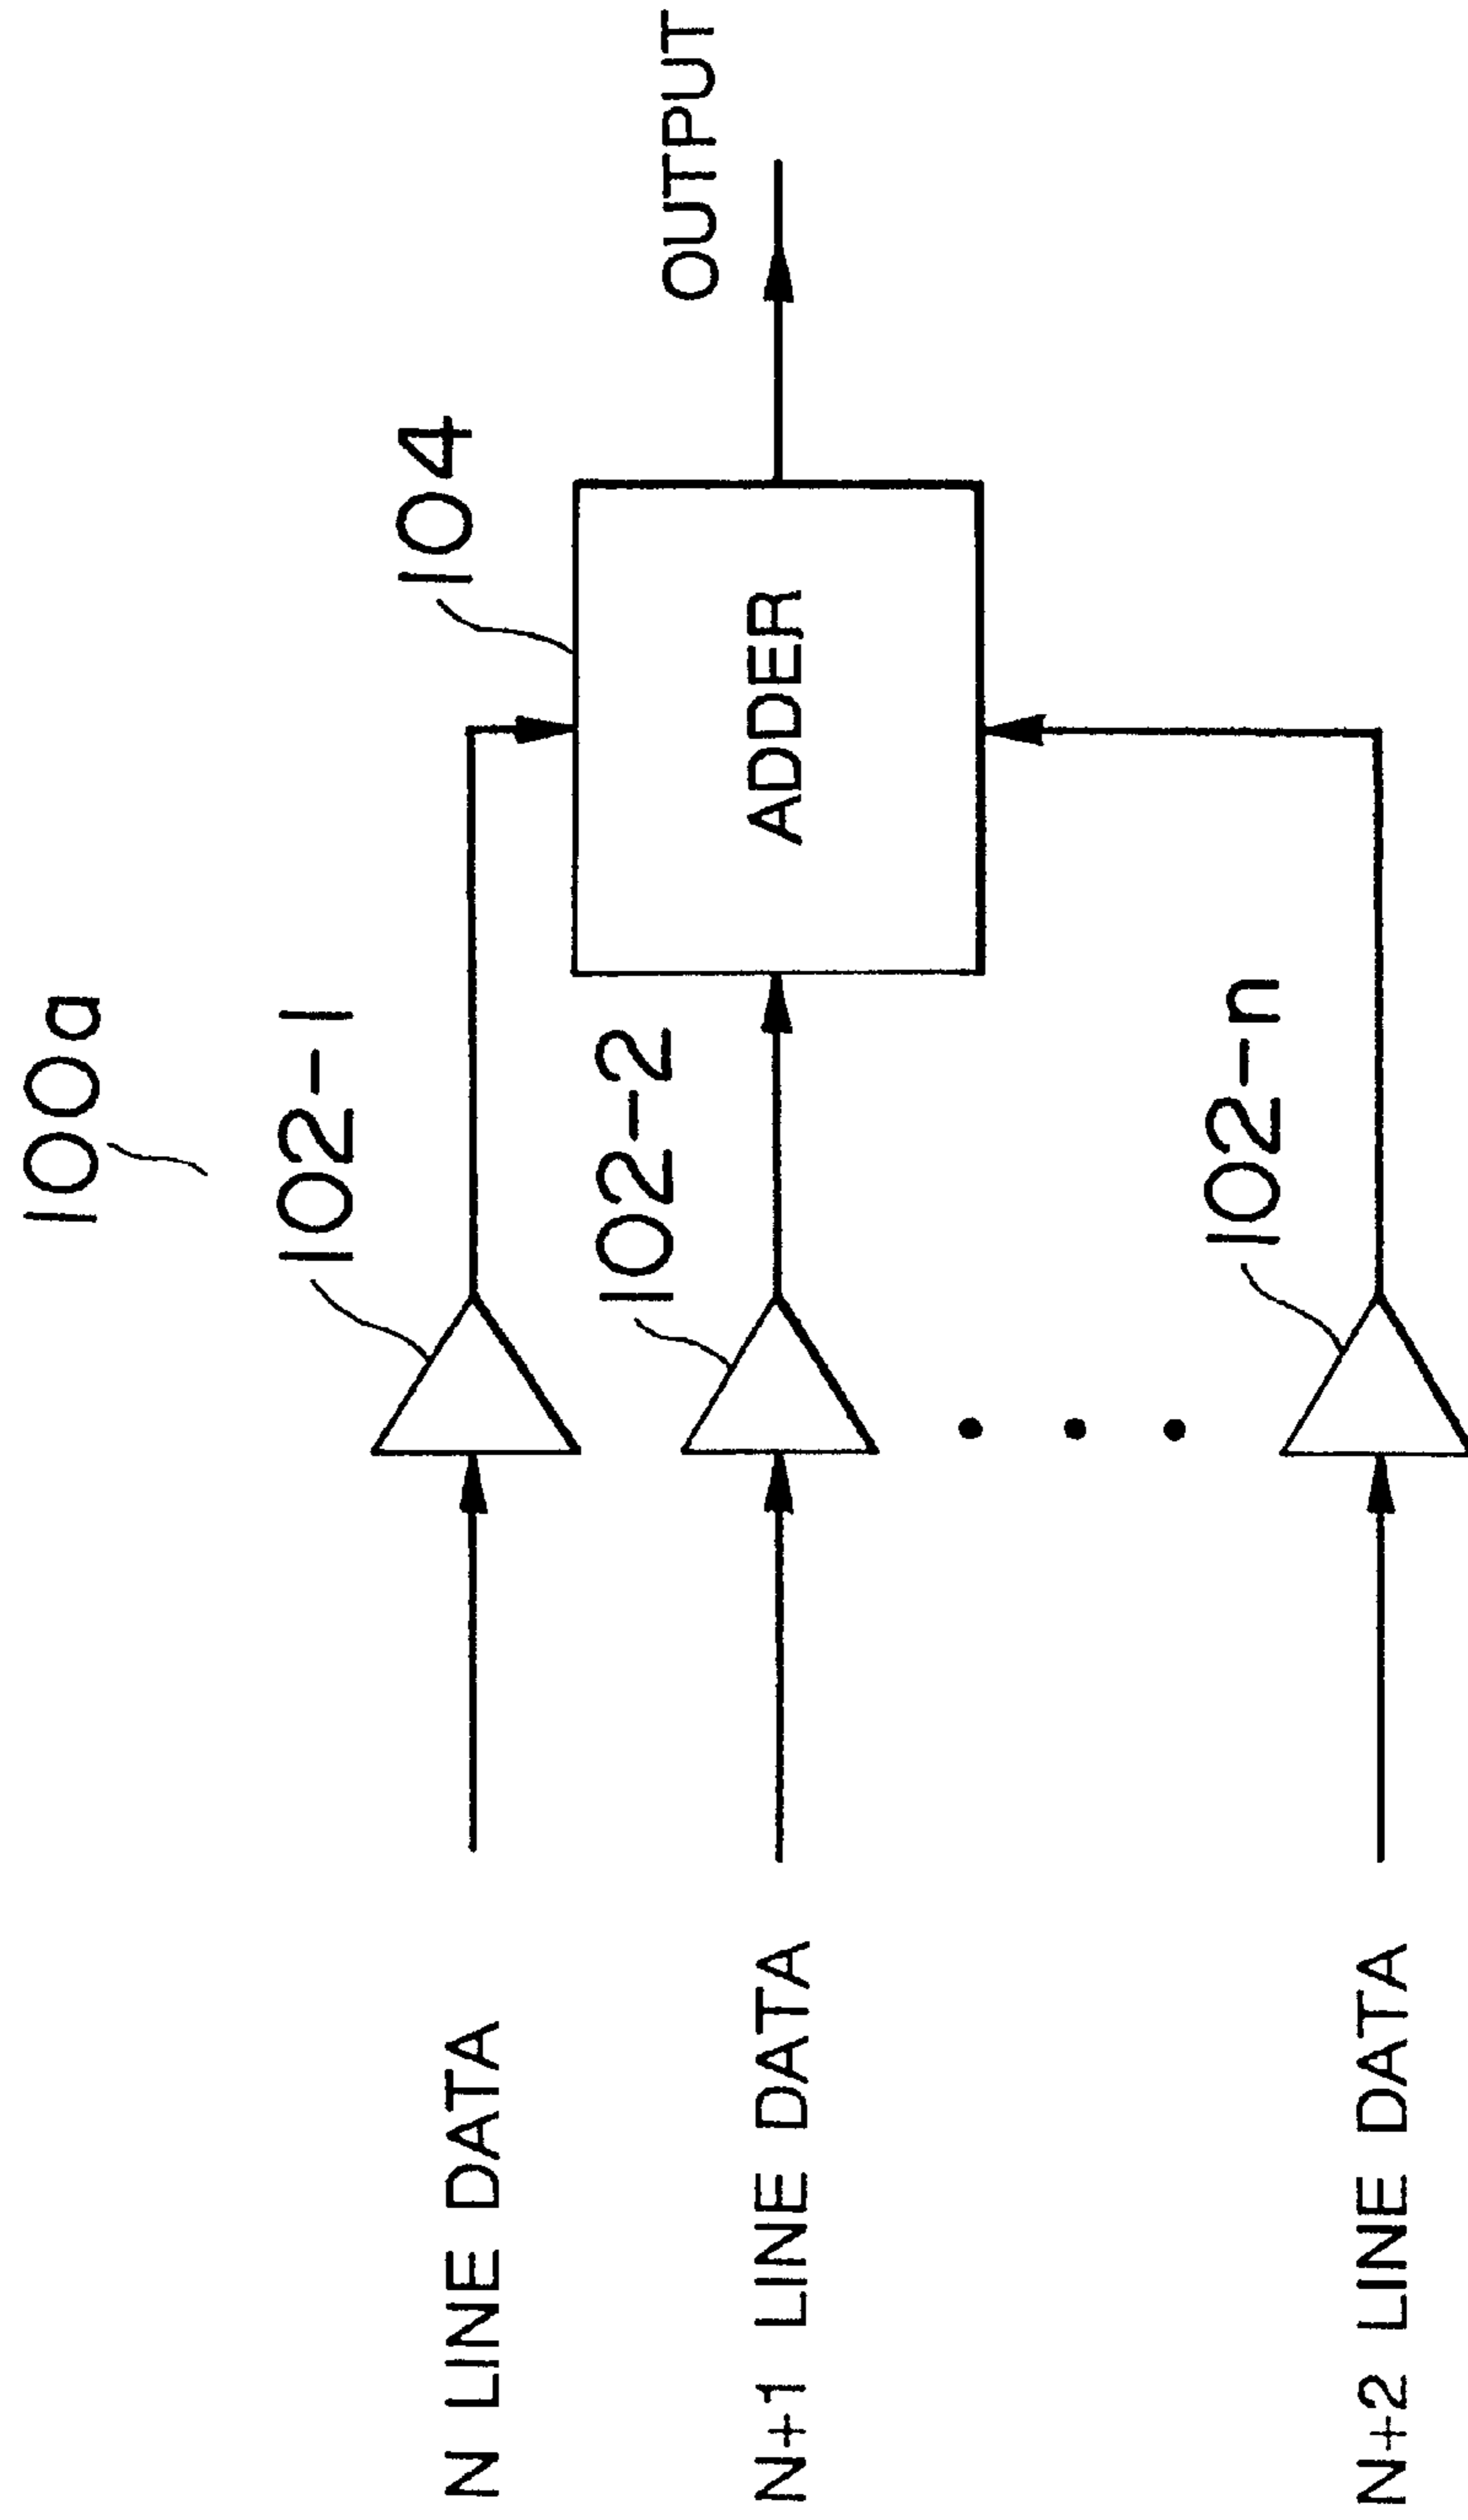 100a
102-1
104
N LINE DATA
102-2
OUTPUT
N+1 LINE DATA
ADDER
102-n
N+2 LINE DATA